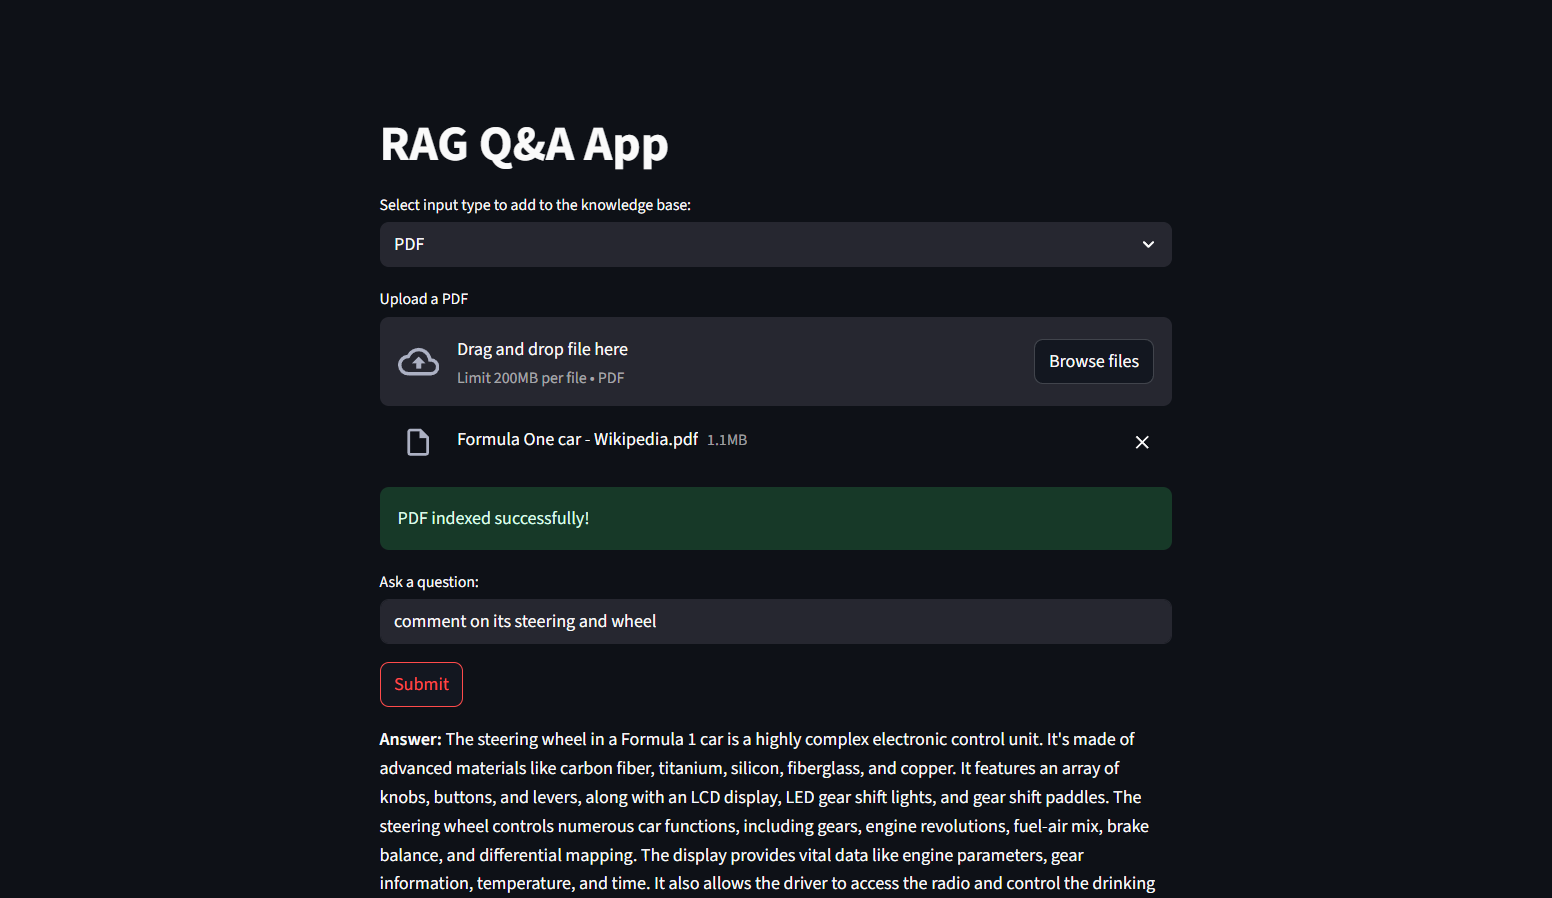 RAG Q&A App
Select input type to add to the knowledge base:
PDF
Upload a PDF
Drag and drop file here
Limit 200MB per file • PDF
Browse files
Formula One car - Wikipedia.pdf 1.1MB
PDF indexed successfully!
Ask a question:
comment on its steering and wheel
Submit
Answer: The steering wheel in a Formula 1 car is a highly complex electronic control unit. It's made of
advanced materials like carbon fiber, titanium, silicon, fiberglass, and copper. It features an array of
knobs, buttons, and levers, along with an LCD display, LED gear shift lights, and gear shift paddles. The
steering wheel controls numerous car functions, including gears, engine revolutions, fuel-air mix, brake
balance, and differential mapping. The display provides vital data like engine parameters, gear
information, temperature, and time. It also allows the driver to access the radio and control the drinking